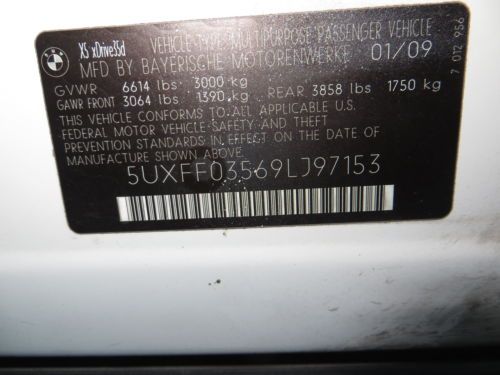 BMW
X5 xDrive35d VEHICLE TYPE: MULTIPURPOSE PASSENGER VEHICLE
MFD BY BAYERISCHE MOTORENWERKE 01/09
GVWR 6614 lbs 3000 kg
GAWR FRONT 3064 lbs 1390 kg REAR 3858 lbs 1750 kg
THIS VEHICLE CONFORMS TO ALL APPLICABLE U.S.
FEDERAL MOTOR VEHICLE SAFETY AND THEFT
PREVENTION STANDARDS IN EFFECT ON THE DATE OF
MANUFACTURE SHOWN ABOVE.
5UXFF03569LJ97153
7 012 956